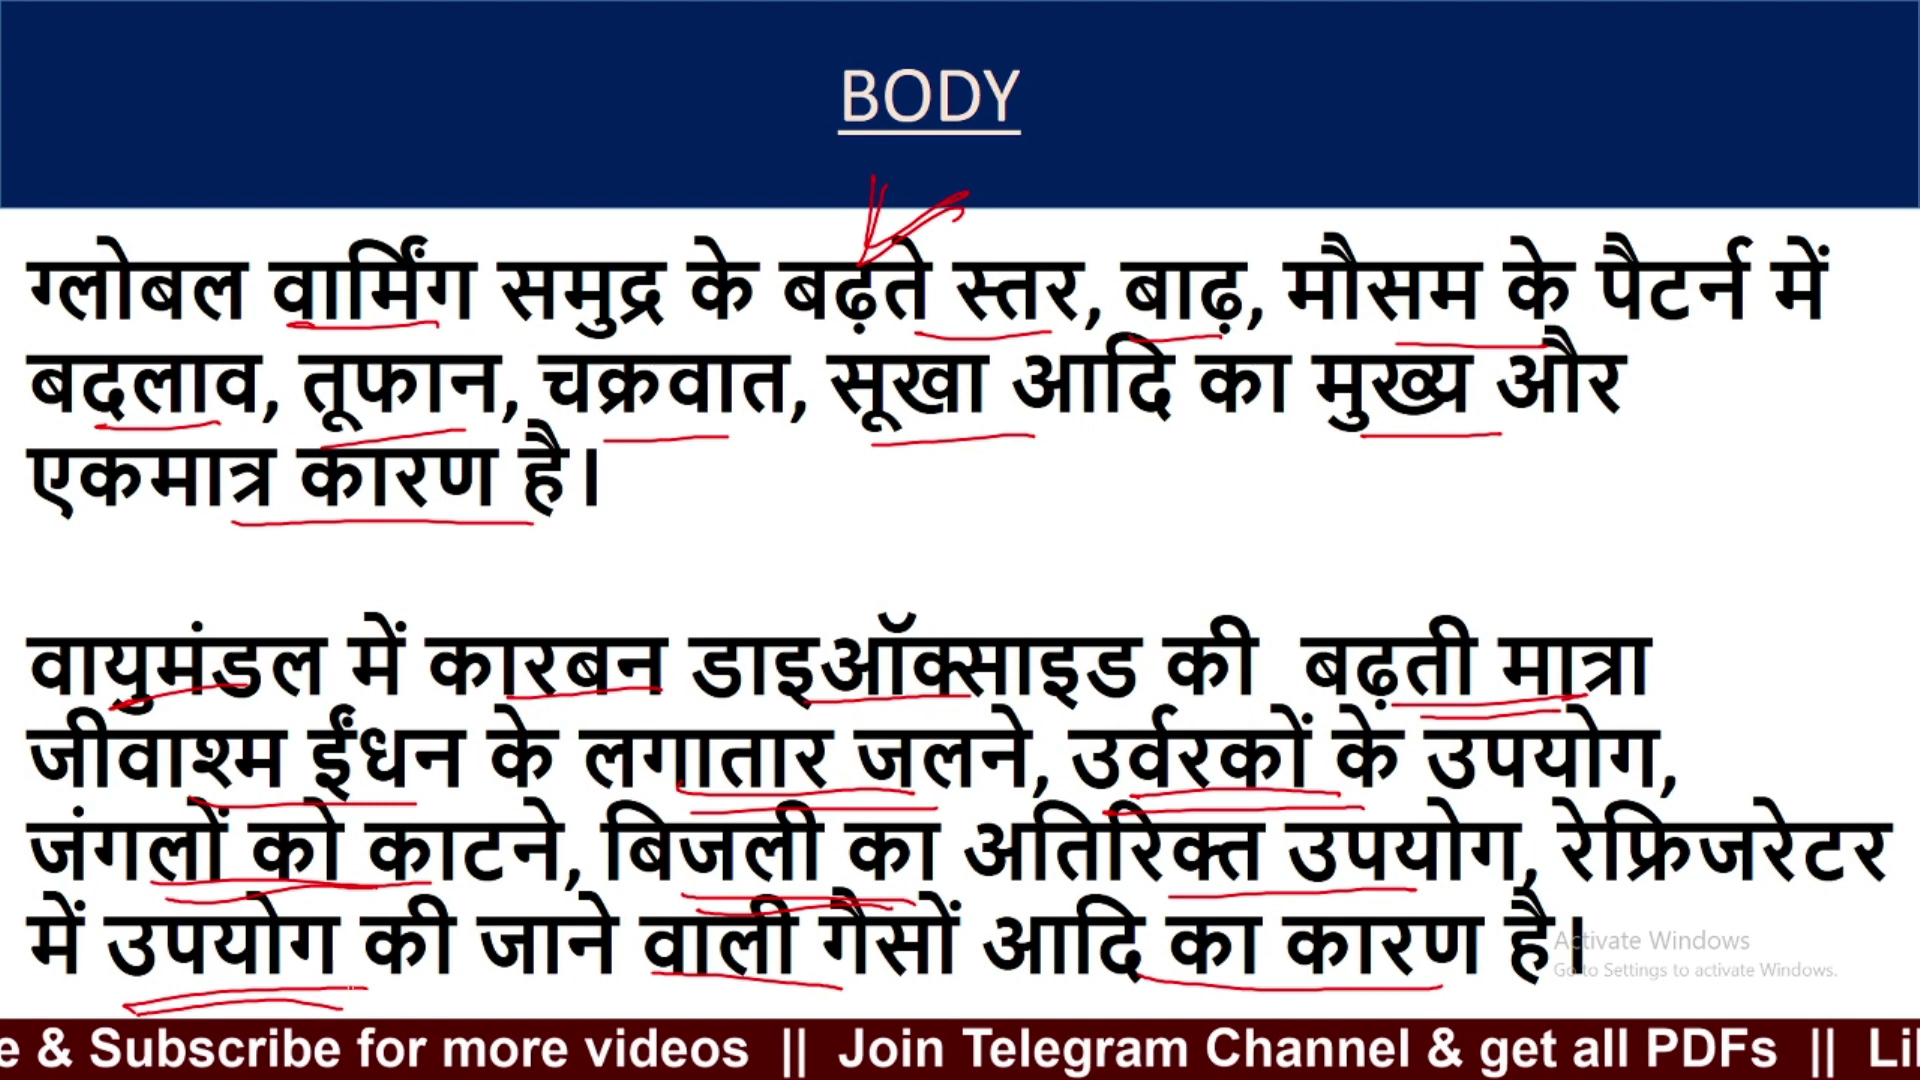 BODY
ग्लोबल वार्मिंग समुद्र के बढ़ते स्तर, बाढ़, मौसम के पैटर्न में
बदलाव, तूफान, चक्रवात, सूखा आदि का मुख्य और
एकमात्र कारण है।
वायुमंडल में कारबन डाइऑक्साइड की बढ़ती मात्रा
जीवाश्म ईंधन के लगातार जलने, उर्वरकों के उपयोग,
जंगलों को काटने, बिजली का अतिरिक्त उपयोग, रेफ्रिजरेटर
में उपयोग की जाने वाली गैसों आदि का कारण है।
Activate Windows
Go to Settings to activate Windows.
e & Subscribe for more videos || Join Telegram Channel & get all PDFs || Li